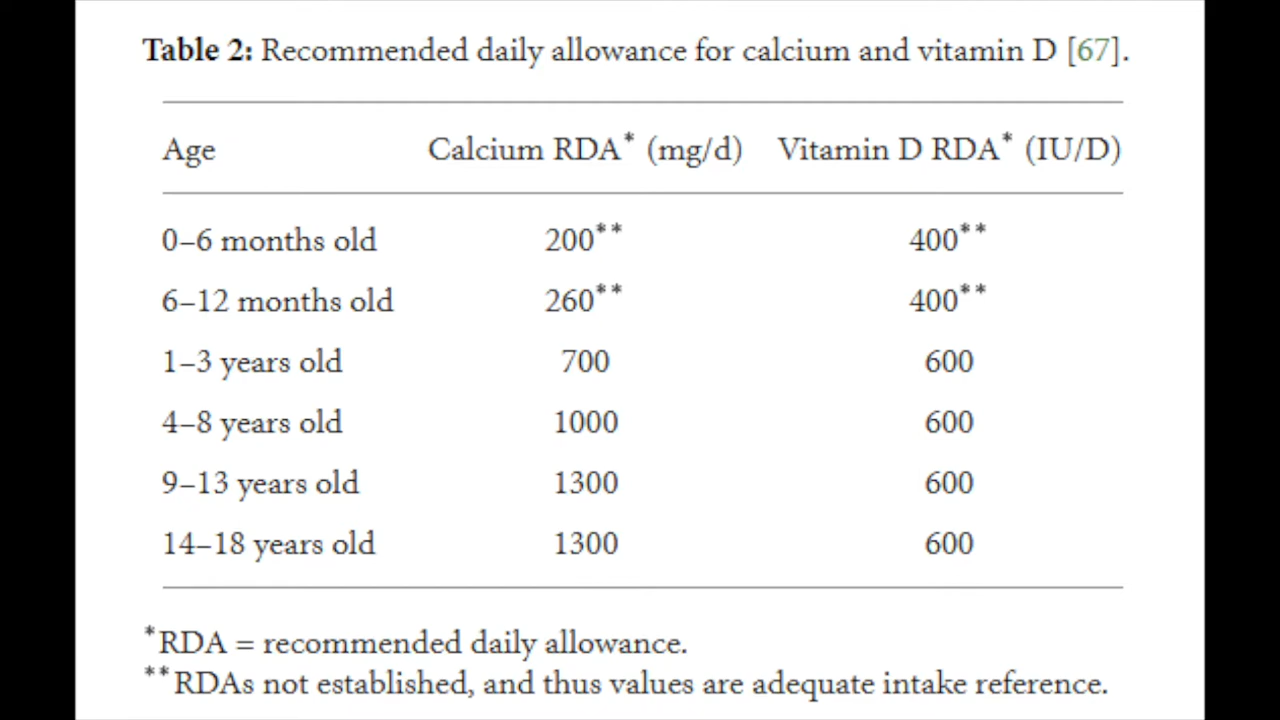 Table 2: Recommended daily allowance for calcium and vitamin D [67].
Age Calcium RDA* (mg/d) Vitamin D RDA* (IU/D)
0–6 months old 200** 400**
6–12 months old 260** 400**
1–3 years old 700 600
4–8 years old 1000 600
9–13 years old 1300 600
14–18 years old 1300 600
*RDA = recommended daily allowance.
**RDAs not established, and thus values are adequate intake reference.